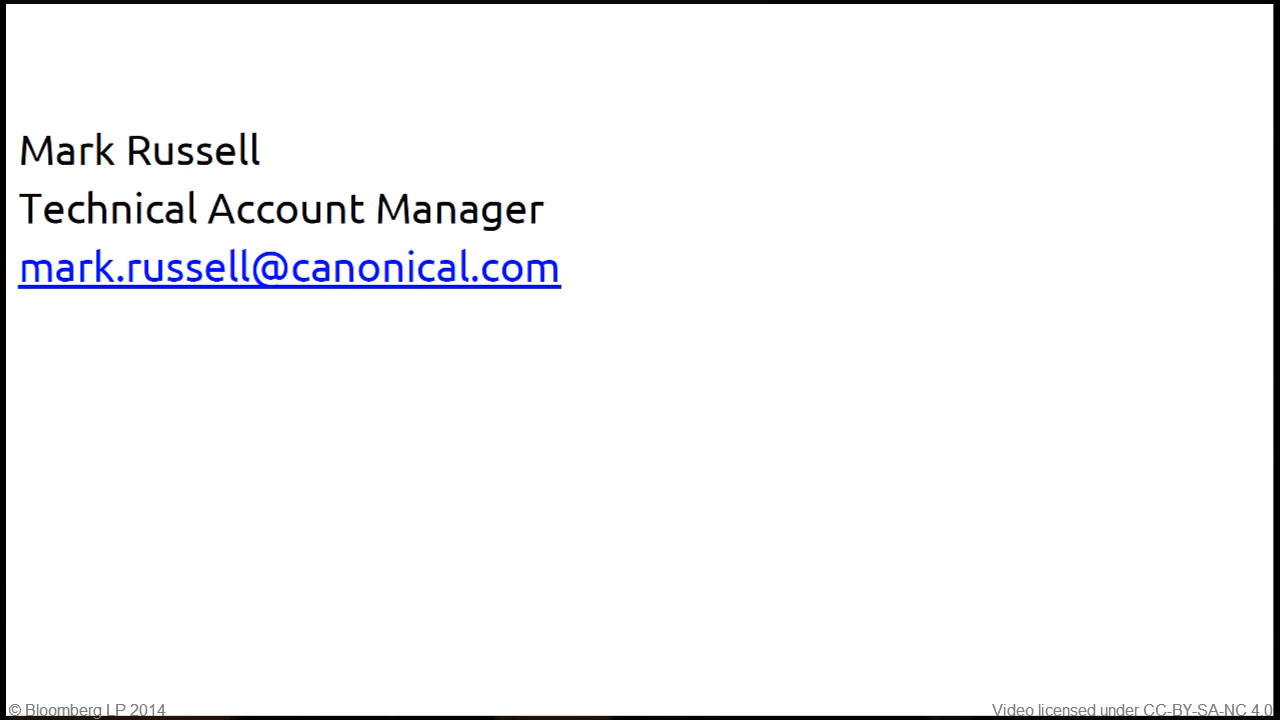 Mark Russell
Technical Account Manager
mark.russell@canonical.com
© Bloomberg LP 2014
Video licensed under CC-BY-SA-NC 4.0